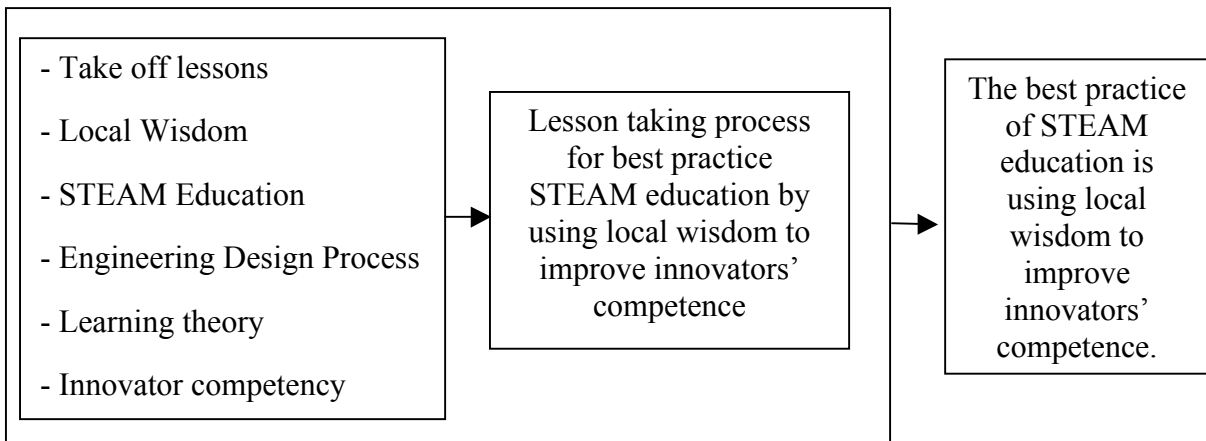 - Take off lessons
- Local Wisdom
- STEAM Education
- Engineering Design Process
- Learning theory
- Innovator competency
Lesson taking process
for best practice
STEAM education by
using local wisdom to
improve innovators’
competence
The best practice
of STEAM
education is
using local
wisdom to
improve
innovators’
competence.